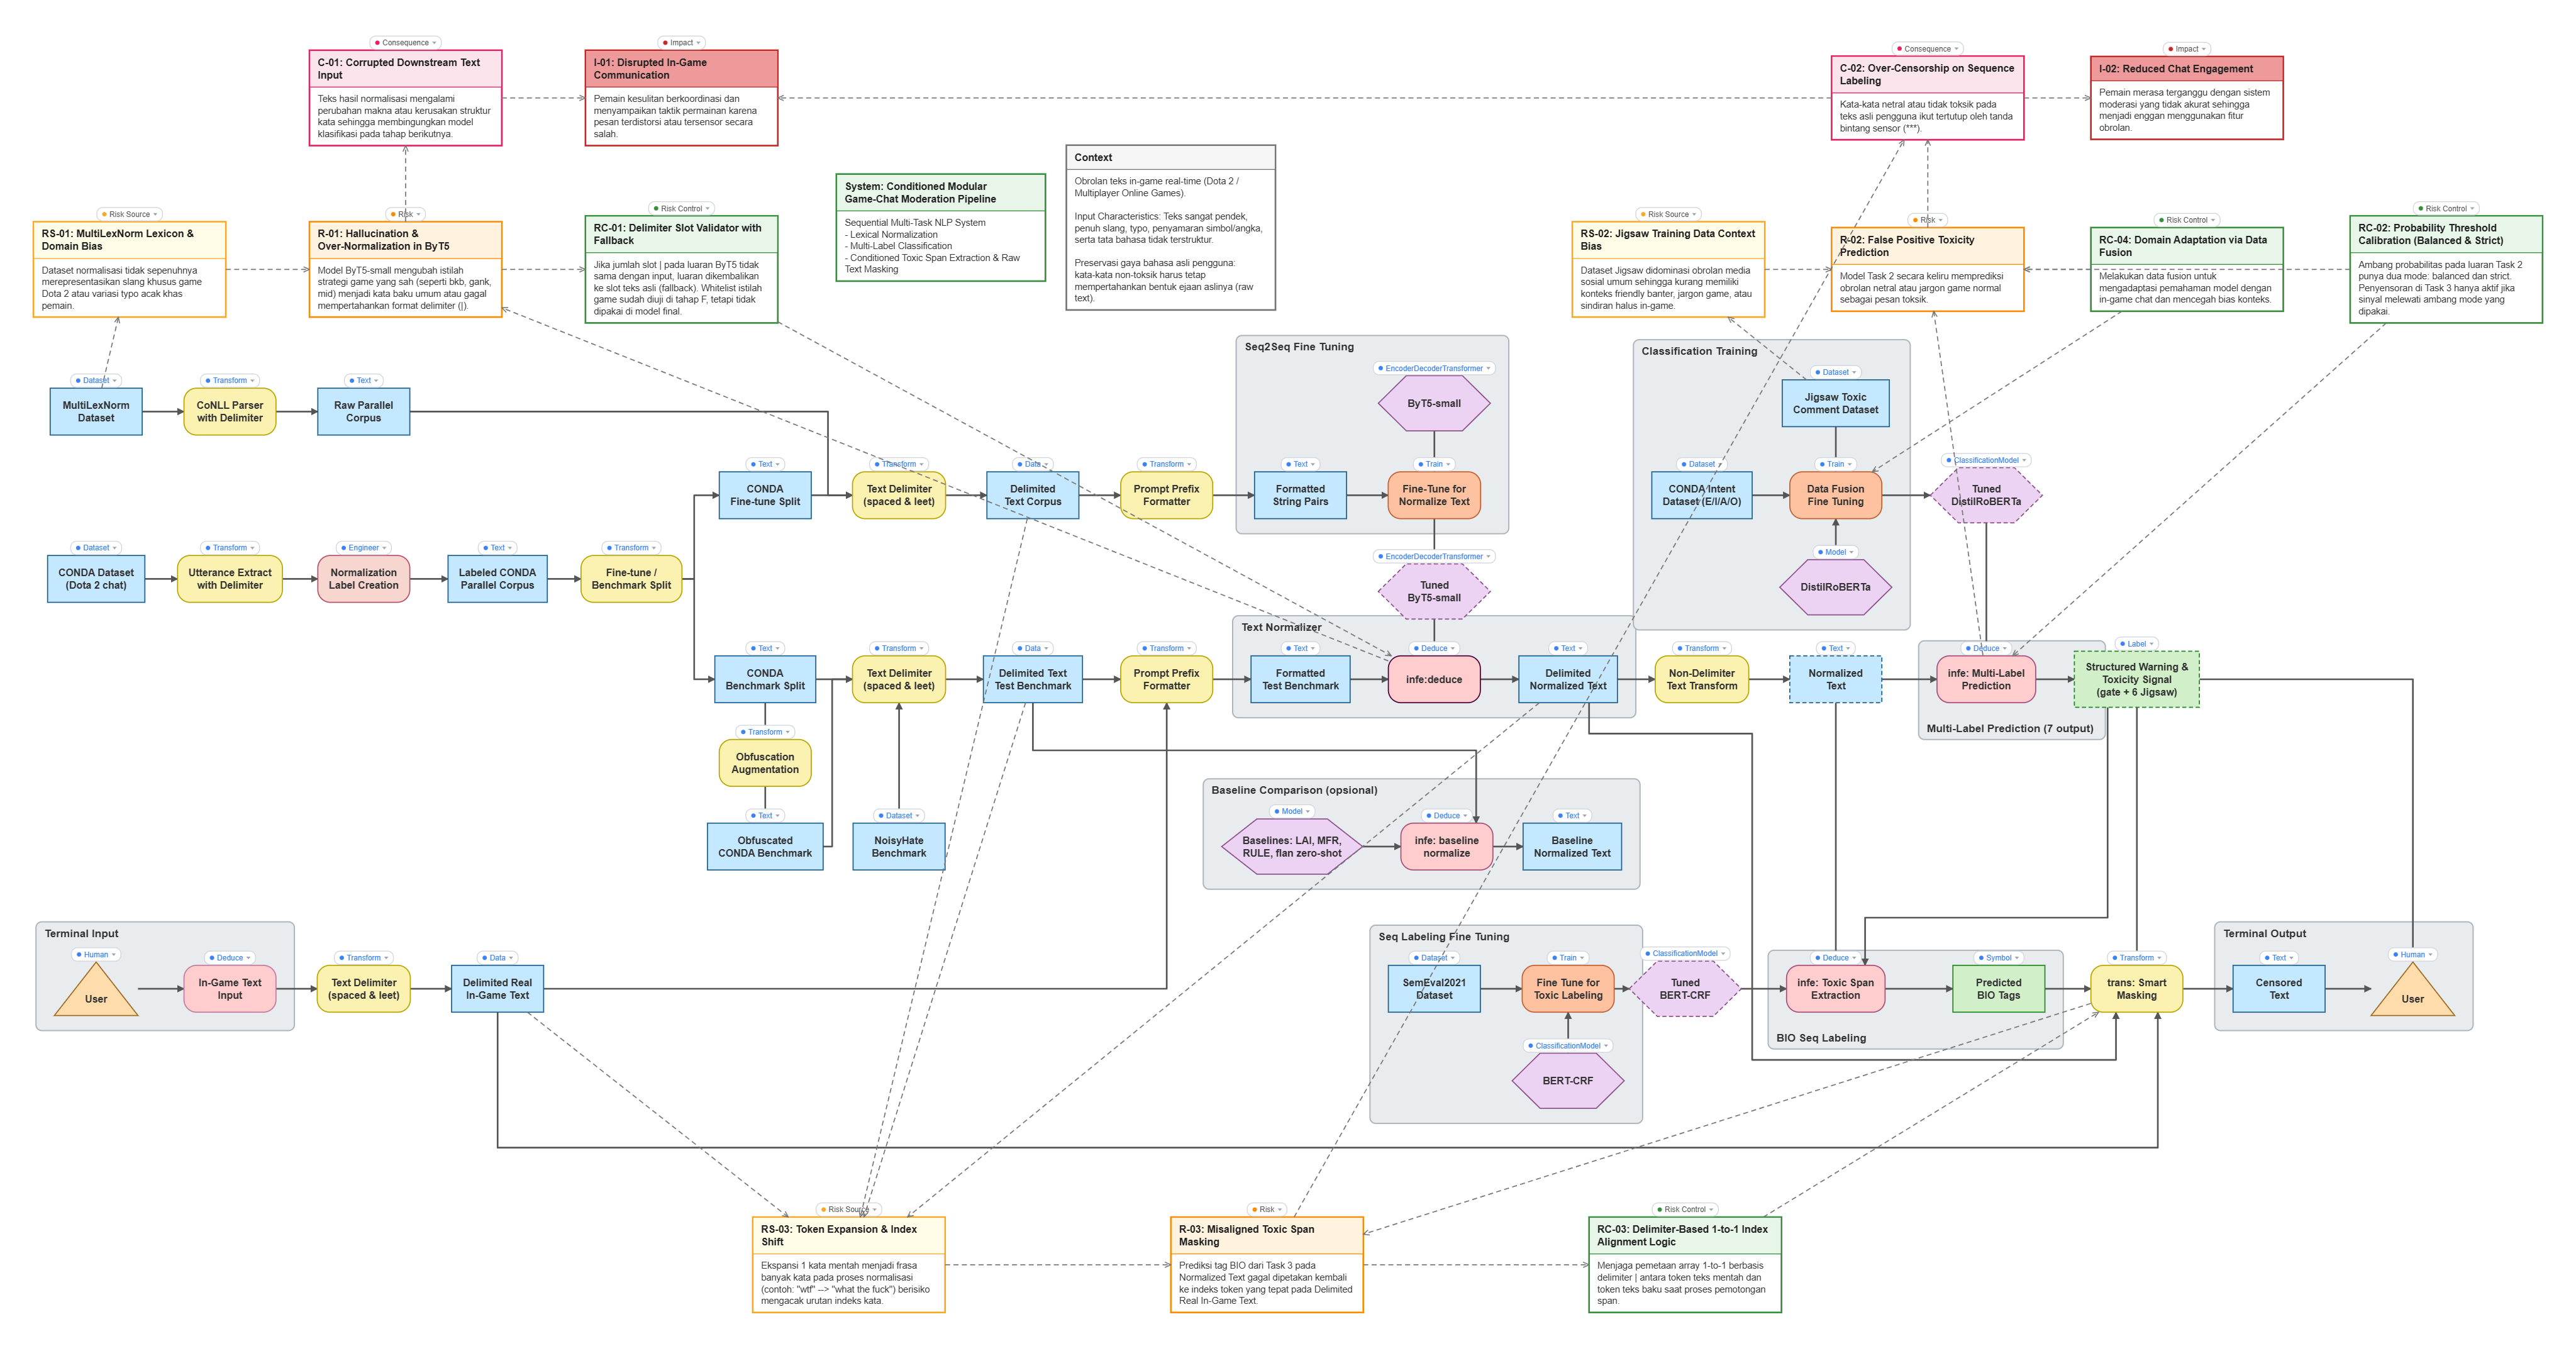 Consequence
C-01: Corrupted Downstream Text
Input
Teks hasil normalisasi mengalami
perubahan makna atau kerusakan struktur
kata sehingga membingungkan model
klasifikasi pada tahap berikutnya.
Impact
I-01: Disrupted In-Game
Communication
Pemain kesulitan berkoordinasi dan
menyampaikan taktik permainan karena
pesan terdistorsi atau tersensor secara
salah.
Consequence
C-02: Over-Censorship on Sequence
Labeling
Kata-kata netral atau tidak toksik pada
teks asli pengguna ikut tertutup oleh tanda
bintang sensor (***).
Impact
I-02: Reduced Chat Engagement
Pemain merasa terganggu dengan sistem
moderasi yang tidak akurat sehingga
menjadi enggan menggunakan fitur
obrolan.
Risk Source
RS-01: MultiLexNorm Lexicon &
Domain Bias
Dataset normalisasi tidak sepenuhnya
merepresentasikan slang khusus game
Dota 2 atau variasi typo acak khas
pemain.
Risk
R-01: Hallucination &
Over-Normalization in ByT5
Model ByT5-small mengubah istilah
strategi game yang sah (seperti bkb, gank,
mid) menjadi kata baku umum atau gagal
mempertahankan format delimiter (|).
Risk Control
RC-01: Delimiter Slot Validator with
Fallback
Jika jumlah slot | pada luaran ByT5 tidak
sama dengan input, luaran dikembalikan
ke slot teks asli (fallback). Whitelist istilah
game sudah diuji di tahap F, tetapi tidak
dipakai di model final.
System: Conditioned Modular
Game-Chat Moderation Pipeline
Sequential Multi-Task NLP System
- Lexical Normalization
- Multi-Label Classification
- Conditioned Toxic Span Extraction & Raw
Text Masking
Context
Obrolan teks in-game real-time (Dota 2 /
Multiplayer Online Games).
Input Characteristics: Teks sangat pendek,
penuh slang, typo, penyamaran simbol/angka,
serta tata bahasa tidak terstruktur.
Preservasi gaya bahasa asli pengguna:
kata-kata non-toksik harus tetap
mempertahankan bentuk ejaan aslinya (raw
text).
Risk Source
RS-02: Jigsaw Training Data Context
Bias
Dataset Jigsaw didominasi obrolan media
sosial umum sehingga kurang memiliki
konteks friendly banter, jargon game, atau
sindiran halus in-game.
Risk
R-02: False Positive Toxicity
Prediction
Model Task 2 secara keliru memprediksi
obrolan netral atau jargon game normal
sebagai pesan toksik.
Risk Control
RC-04: Domain Adaptation via Data
Fusion
Melakukan data fusion untuk
mengadaptasi pemahaman model dengan
in-game chat dan mencegah bias konteks.
Risk Control
RC-02: Probability Threshold
Calibration (Balanced & Strict)
Ambang probabilitas pada luaran Task 2
punya dua mode: balanced dan strict.
Penyensoran di Task 3 hanya aktif jika
sinyal melewati ambang mode yang
dipakai.
Dataset
MultiLexNorm
Dataset
Transform
CoNLL Parser
with Delimiter
Text
Raw Parallel
Corpus
Seq2Seq Fine Tuning
EncoderDecoderTransformer
ByT5-small
Classification Training
Dataset
Jigsaw Toxic
Comment Dataset
Text
CONDA
Fine-tune Split
Transform
Text Delimiter
(spaced & leet)
Data
Delimited
Text Corpus
Transform
Prompt Prefix
Formatter
Text
Formatted
String Pairs
Train
Fine-Tune for
Normalize Text
Dataset
CONDA Intent
Dataset (E/I/A/O)
Train
Data Fusion
Fine Tuning
ClassificationModel
Tuned
DistilRoBERTa
Dataset
CONDA Dataset
(Dota 2 chat)
Transform
Utterance Extract
with Delimiter
Engineer
Normalization
Label Creation
Text
Labeled CONDA
Parallel Corpus
Transform
Fine-tune /
Benchmark Split
EncoderDecoderTransformer
Tuned
ByT5-small
Model
DistilRoBERTa
Text
CONDA
Benchmark Split
Transform
Text Delimiter
(spaced & leet)
Data
Delimited Text
Test Benchmark
Transform
Prompt Prefix
Formatter
Text Normalizer
Text
Formatted
Test Benchmark
Deduce
infe:deduce
Text
Delimited
Normalized Text
Transform
Non-Delimiter
Text Transform
Text
Normalized
Text
Deduce
infe: Multi-Label
Prediction
Multi-Label Prediction (7 output)
Label
Structured Warning &
Toxicity Signal
(gate + 6 Jigsaw)
Transform
Obfuscation
Augmentation
Text
Obfuscated
CONDA Benchmark
Dataset
NoisyHate
Benchmark
Baseline Comparison (opsional)
Model
Baselines: LAI, MFR,
RULE, flan zero-shot
Deduce
infe: baseline
normalize
Text
Baseline
Normalized Text
Terminal Input
Human
User
Deduce
In-Game Text
Input
Transform
Text Delimiter
(spaced & leet)
Data
Delimited Real
In-Game Text
Seq Labeling Fine Tuning
Dataset
SemEval2021
Dataset
Train
Fine Tune for
Toxic Labeling
ClassificationModel
Tuned
BERT-CRF
ClassificationModel
BERT-CRF
Deduce
infe: Toxic Span
Extraction
Symbol
Predicted
BIO Tags
BIO Seq Labeling
Transform
trans: Smart
Masking
Terminal Output
Text
Censored
Text
Human
User
Risk Source
RS-03: Token Expansion & Index
Shift
Ekspansi 1 kata mentah menjadi frasa
banyak kata pada proses normalisasi
(contoh: "wtf" --> "what the fuck") berisiko
mengacak urutan indeks kata.
Risk
R-03: Misaligned Toxic Span
Masking
Prediksi tag BIO dari Task 3 pada
Normalized Text gagal dipetakan kembali
ke indeks token yang tepat pada Delimited
Real In-Game Text.
Risk Control
RC-03: Delimiter-Based 1-to-1 Index
Alignment Logic
Menjaga pemetaan array 1-to-1 berbasis
delimiter | antara token teks mentah dan
token teks baku saat proses pemotongan
span.